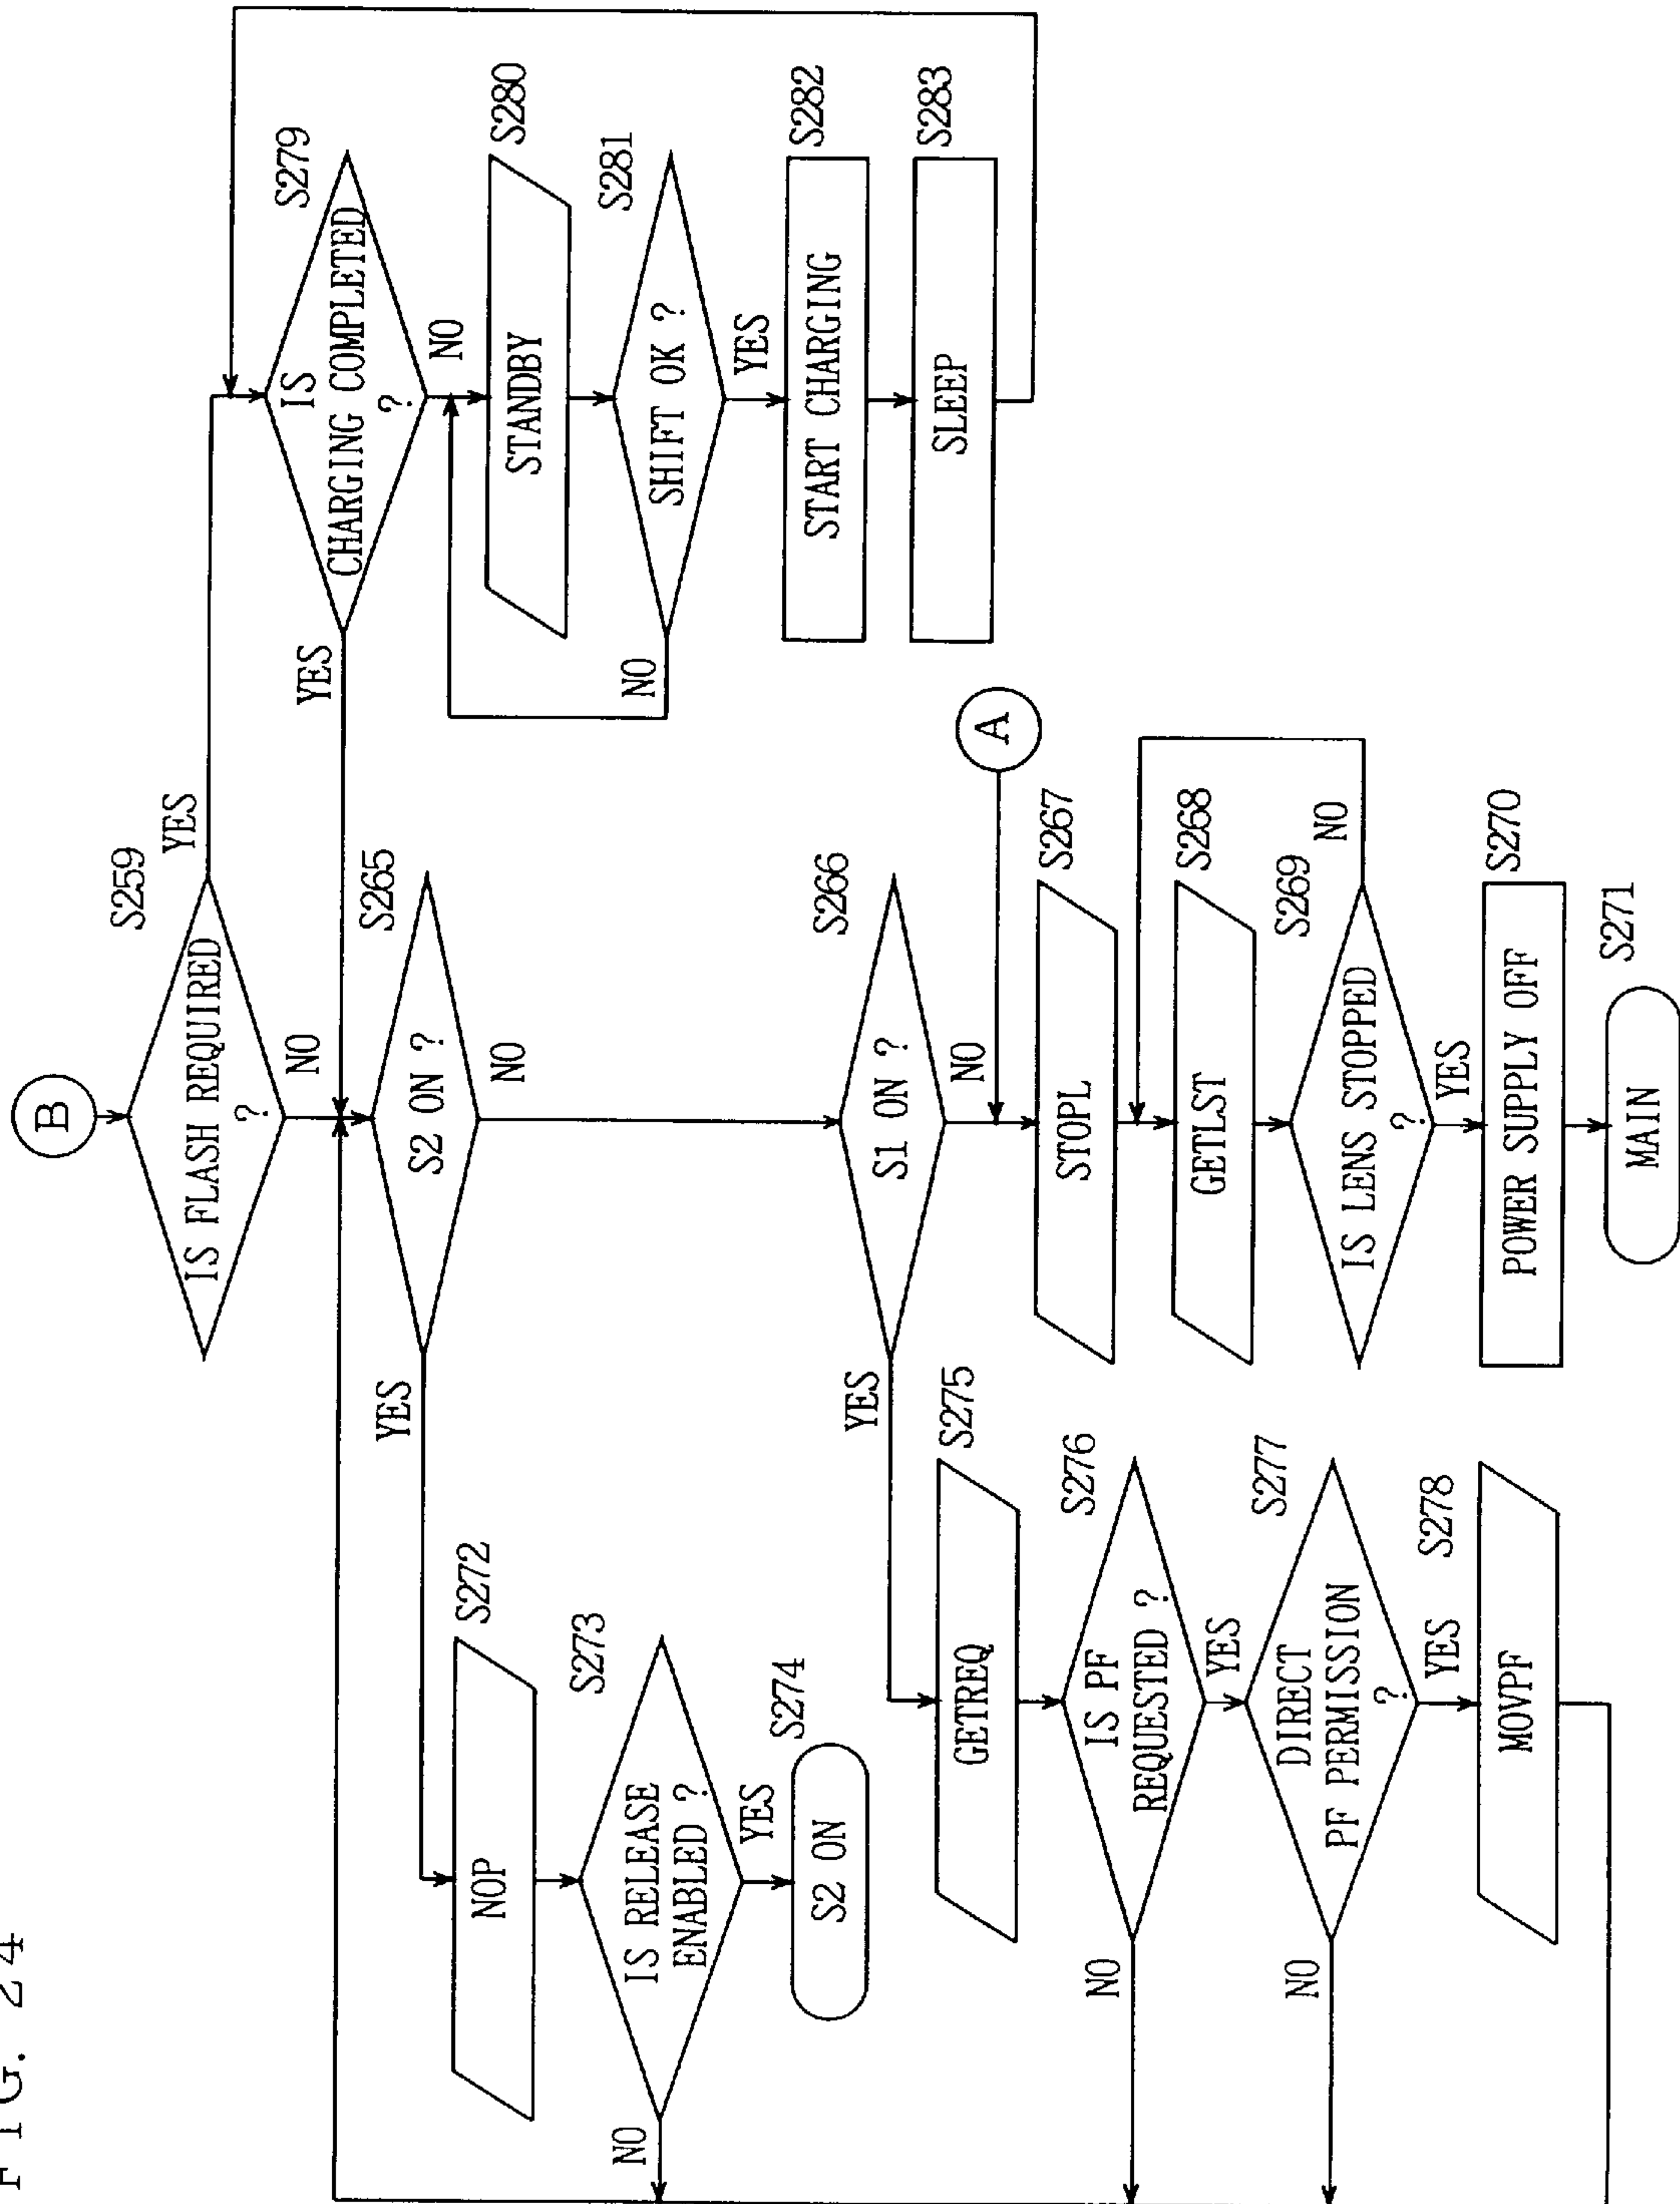 FIG. 24
B
S259
IS FLASH REQUIRED
?
YES
NO
S279
IS
CHARGING COMPLETED
?
YES
NO
S280
STANDBY
S281
SHIFT OK ?
NO
YES
S282
START CHARGING
S283
SLEEP
S265
S2 ON ?
YES
NO
S272
NOP
S273
IS RELEASE
ENABLED ?
NO
YES
S274
S2 ON
S266
S1 ON ?
YES
NO
A
S267
STOPL
S268
GETLST
S269
IS LENS STOPPED
?
NO
YES
S270
POWER SUPPLY OFF
S271
MAIN
S275
GETREQ
S276
IS PF
REQUESTED ?
NO
YES
S277
DIRECT
PF PERMISSION
?
NO
YES
S278
MOVPF